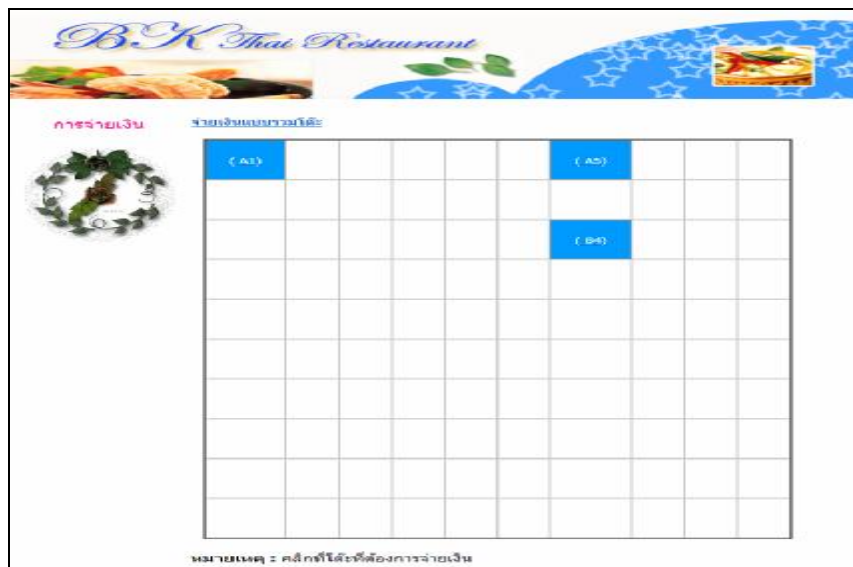 BK Thai Restaurant
การจ่ายเงิน
จ่ายเงินแบบรวมโต๊ะ
( A1) ( A5)
( B4)
หมายเหตุ : คลิกที่โต๊ะที่ต้องการจ่ายเงิน